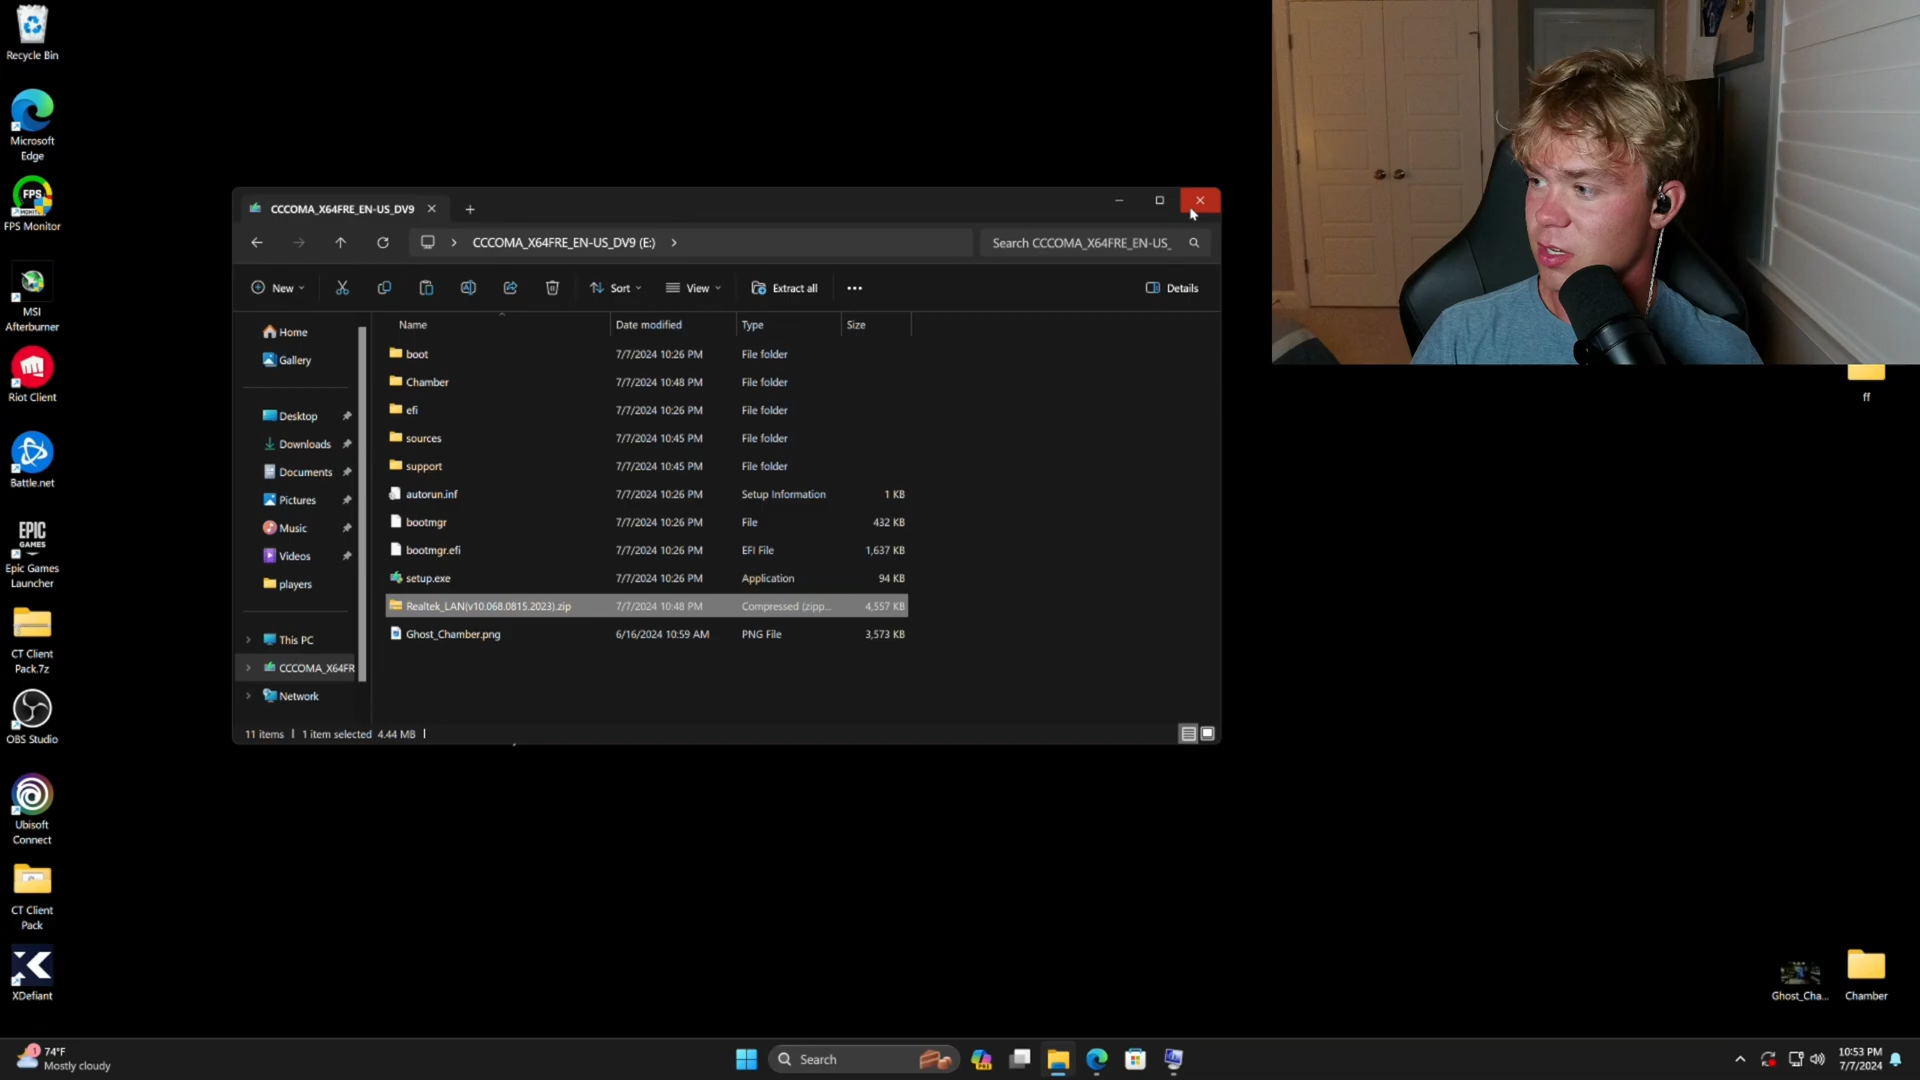 Recycle Bin
Microsoft
Edge
FPS
MONITOR
FPS Monitor
MSI
Afterburner
Riot Client
Battle.net
EPIC
GAMES
Epic Games
Launcher
CT Client
Pack.7z
OBS Studio
Ubisoft
Connect
CT Client
Pack
XDefiant
CCCOMA_X64FRE_EN-US_DV9
CCCOMA_X64FRE_EN-US_DV9 (E:)
Search CCCOMA_X64FRE_EN-US_
New
Sort
View
Extract all
Details
Home
Gallery
Desktop
Downloads
Documents
Pictures
Music
Videos
players
This PC
CCCOMA_X64FR
Network
Name Date modified Type Size
boot 7/7/2024 10:26 PM File folder
Chamber 7/7/2024 10:48 PM File folder
efi 7/7/2024 10:26 PM File folder
sources 7/7/2024 10:45 PM File folder
support 7/7/2024 10:45 PM File folder
autorun.inf 7/7/2024 10:26 PM Setup Information 1 KB
bootmgr 7/7/2024 10:26 PM File 432 KB
bootmgr.efi 7/7/2024 10:26 PM EFI File 1,637 KB
setup.exe 7/7/2024 10:26 PM Application 94 KB
Realtek_LAN(v10.068.0815.2023).zip 7/7/2024 10:48 PM Compressed (zipp... 4,557 KB
Ghost_Chamber.png 6/16/2024 10:59 AM PNG File 3,573 KB
11 items 1 item selected 4.44 MB
ff
Ghost_Cha...
Chamber
1
74°F
Mostly cloudy
Search
10:53 PM
7/7/2024